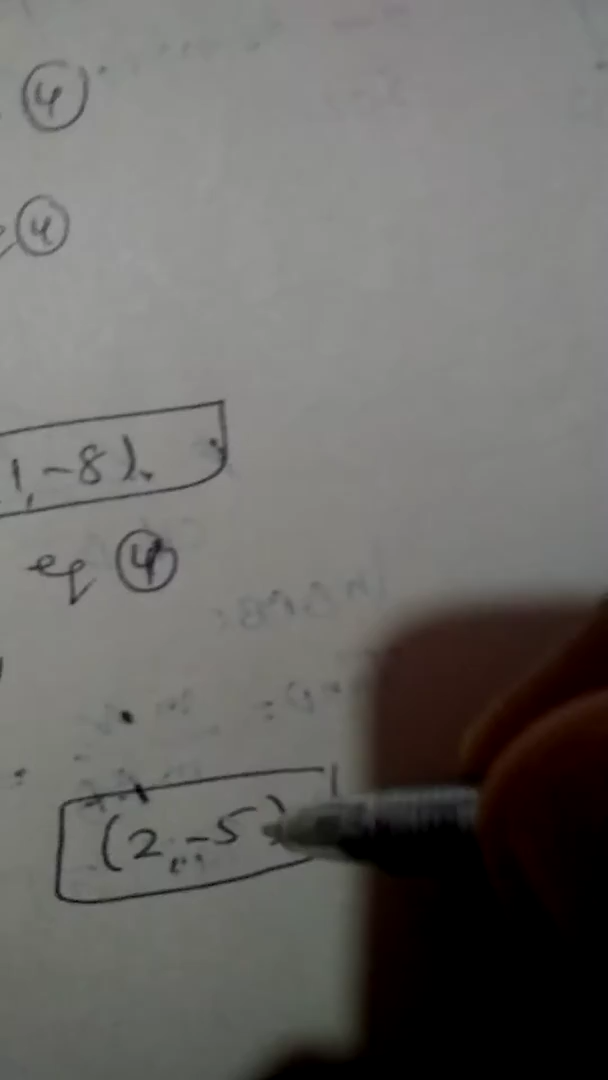 ④
④
1, -8).
eq ④
(2, -5)